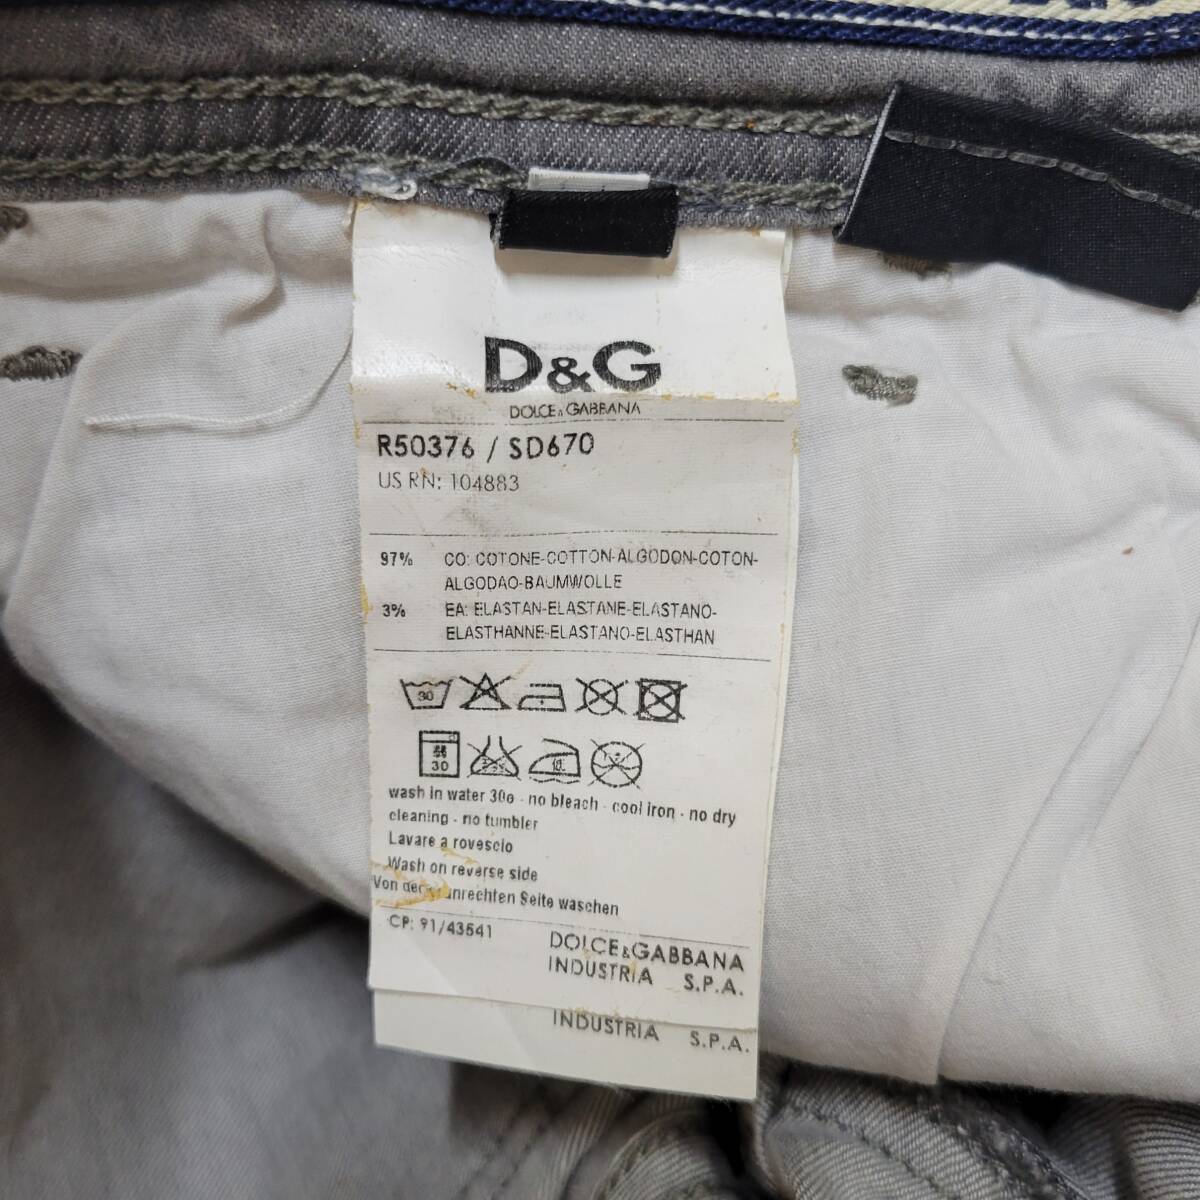 D&G
DOLCE&GABBANA
R50376 / SD670
US RN: 104883
97% CO: COTONE-COTTON-ALGODON-COTON-
ALGODAO-BAUMWOLLE
3% EA: ELASTAN-ELASTANE-ELASTANO-
ELASTHANNE-ELASTANO-ELASTHAN
30
30
低
wash in water 30o - no bleach - cool iron - no dry
cleaning - no tumbler
Lavare a rovescio
Wash on reverse side
Von der unrechten Seite waschen
CP: 91/43541
DOLCE&GABBANA
INDUSTRIA S.P.A.
INDUSTRIA S.P.A.